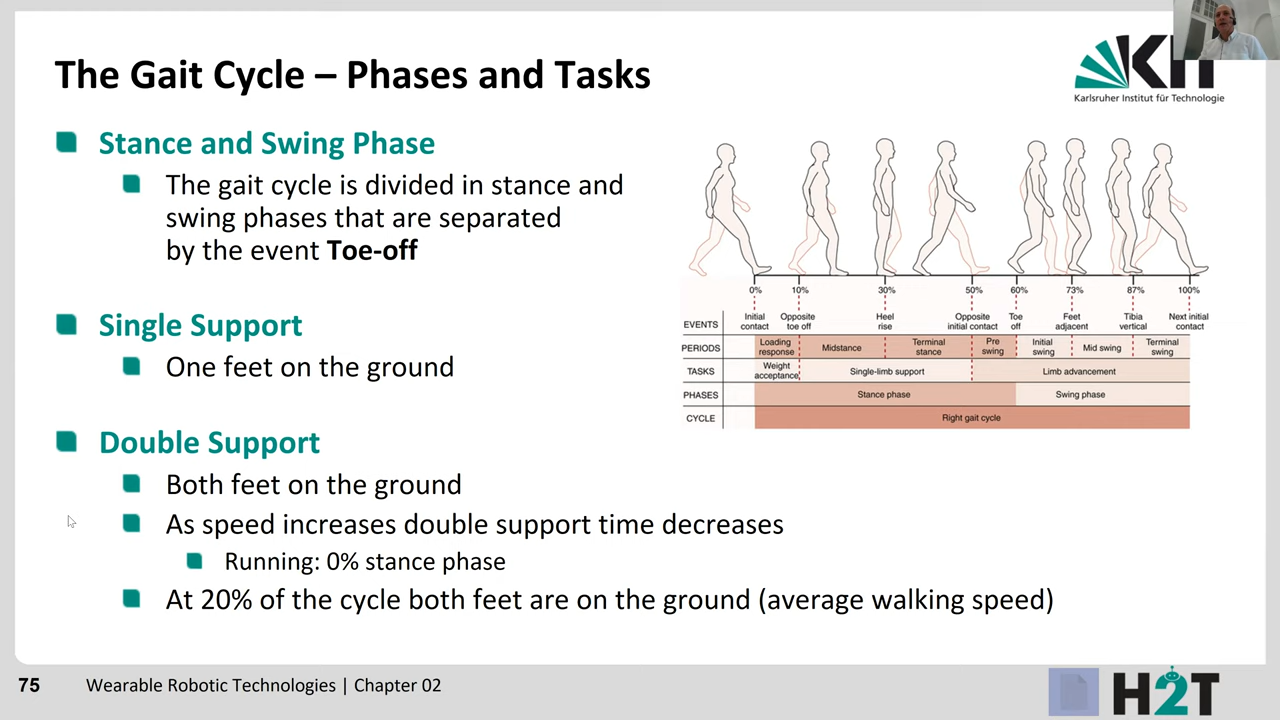 The Gait Cycle – Phases and Tasks
KIT
Karlsruher Institut für Technologie
Stance and Swing Phase
The gait cycle is divided in stance and
swing phases that are separated
by the event Toe-off
Single Support
One feet on the ground
Double Support
Both feet on the ground
As speed increases double support time decreases
Running: 0% stance phase
At 20% of the cycle both feet are on the ground (average walking speed)
0% 10% 30% 50% 60% 73% 87% 100%
EVENTS Initial contact Opposite toe off Heel rise Opposite initial contact Toe off Feet adjacent Tibia vertical Next initial contact
PERIODS Loading response Midstance Terminal stance Pre swing Initial swing Mid swing Terminal swing
TASKS Weight acceptance Single-limb support Limb advancement
PHASES Stance phase Swing phase
CYCLE Right gait cycle
75 Wearable Robotic Technologies | Chapter 02
H2T